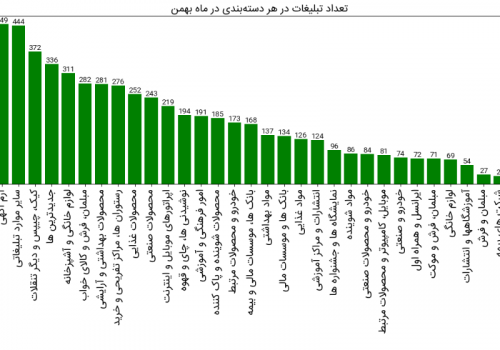 تعداد تبلیغات در هر دسته‌بندی در ماه بهمن
49
444
372
336
311
282
281
276
252
243
219
194
191
185
173
168
137
134
126
124
96
86
84
81
74
72
71
69
54
27
2
آرم آگهی
سایر موارد تبلیغاتی
کیک، چیپس و دیگر تنقلات
جدیدترین ها
لوازم خانگی و آشپزخانه
مبلمان، فرش و کالای خواب
محصولات بهداشتی و آرایشی
رستوران ها، مراکز تفریحی و خرید
محصولات غذایی
محصولات صنعتی
اپراتورهای موبایل و اینترنت
نوشیدنی ها، چای و قهوه
امور فرهنگی و آموزشی
محصولات شوینده و پاک کننده
خودرو و محصولات مرتبط
بانک ها، موسسات مالی و بیمه
مواد بهداشتی
بانک ها و موسسات مالی
مواد غذایی
انتشارات و مراکز آموزشی
نمایشگاه ها و جشنواره ها
مواد شوینده
خودرو و محصولات صنعتی
موبایل، کامپیوتر و محصولات مرتبط
خودرو و صنعتی
ایرانسل و همراه اول
مبلمان، فرش و موکت
لوازم خانگی
آموزشگاهها و انتشارات
مبلمان و فرش